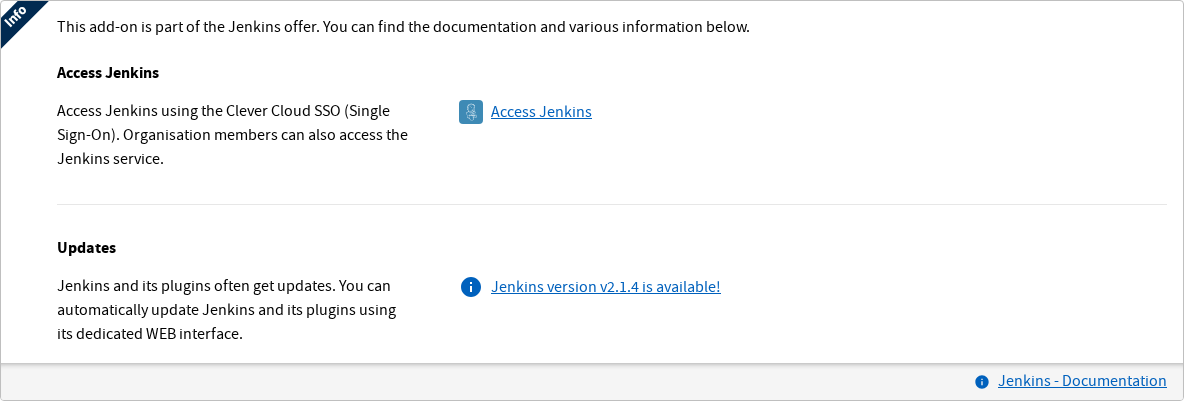 Info
This add-on is part of the Jenkins offer. You can find the documentation and various information below.
Access Jenkins
Access Jenkins using the Clever Cloud SSO (Single
Sign-On). Organisation members can also access the
Jenkins service.
Access Jenkins
Updates
Jenkins and its plugins often get updates. You can
automatically update Jenkins and its plugins using
its dedicated WEB interface.
Jenkins version v2.1.4 is available!
Jenkins - Documentation